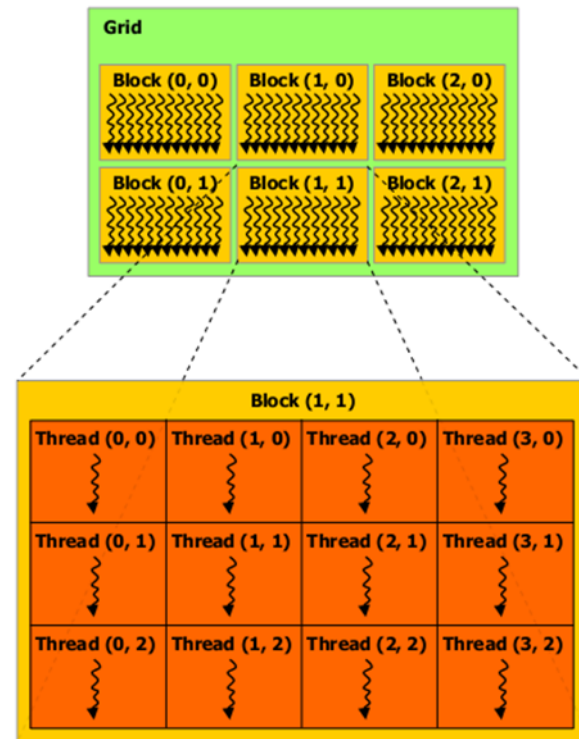 Grid
Block (0, 0) Block (1, 0) Block (2, 0)
Block (0, 1) Block (1, 1) Block (2, 1)
Block (1, 1)
Thread (0, 0) Thread (1, 0) Thread (2, 0) Thread (3, 0)
Thread (0, 1) Thread (1, 1) Thread (2, 1) Thread (3, 1)
Thread (0, 2) Thread (1, 2) Thread (2, 2) Thread (3, 2)